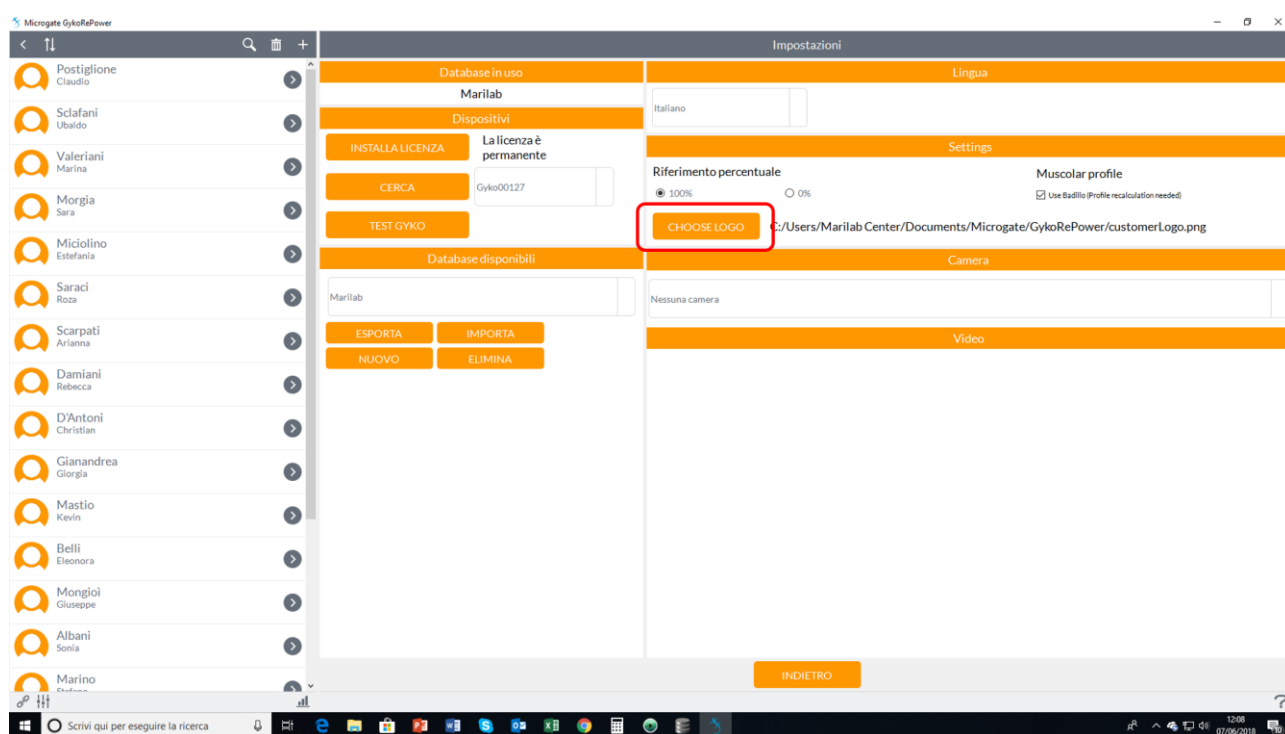 Microgate GykoRePower
Impostazioni
Postiglione
Claudio
Sclafani
Ubaldo
Valeriani
Marina
Morgia
Sara
Miciolino
Estefania
Saraci
Roza
Scarpati
Arianna
Damiani
Rebecca
D'Antoni
Christian
Gianandrea
Giorgia
Mastio
Kevin
Belli
Eleonora
Mongioì
Giuseppe
Albani
Sonia
Marino
Database in uso
Marilab
Dispositivi
INSTALLA LICENZA
La licenza è
permanente
CERCA
Gyko00127
TEST GYKO
Database disponibili
Marilab
ESPORTA IMPORTA
NUOVO ELIMINA
Lingua
Italiano
Settings
Riferimento percentuale
Muscolar profile
100% 0%
Use Badillo (Profile recalculation needed)
CHOOSE LOGO
C:/Users/Marilab Center/Documents/Microgate/GykoRePower/customerLogo.png
Camera
Nessuna camera
Video
INDIETRO
Scrivi qui per eseguire la ricerca
12:08
07/06/2018